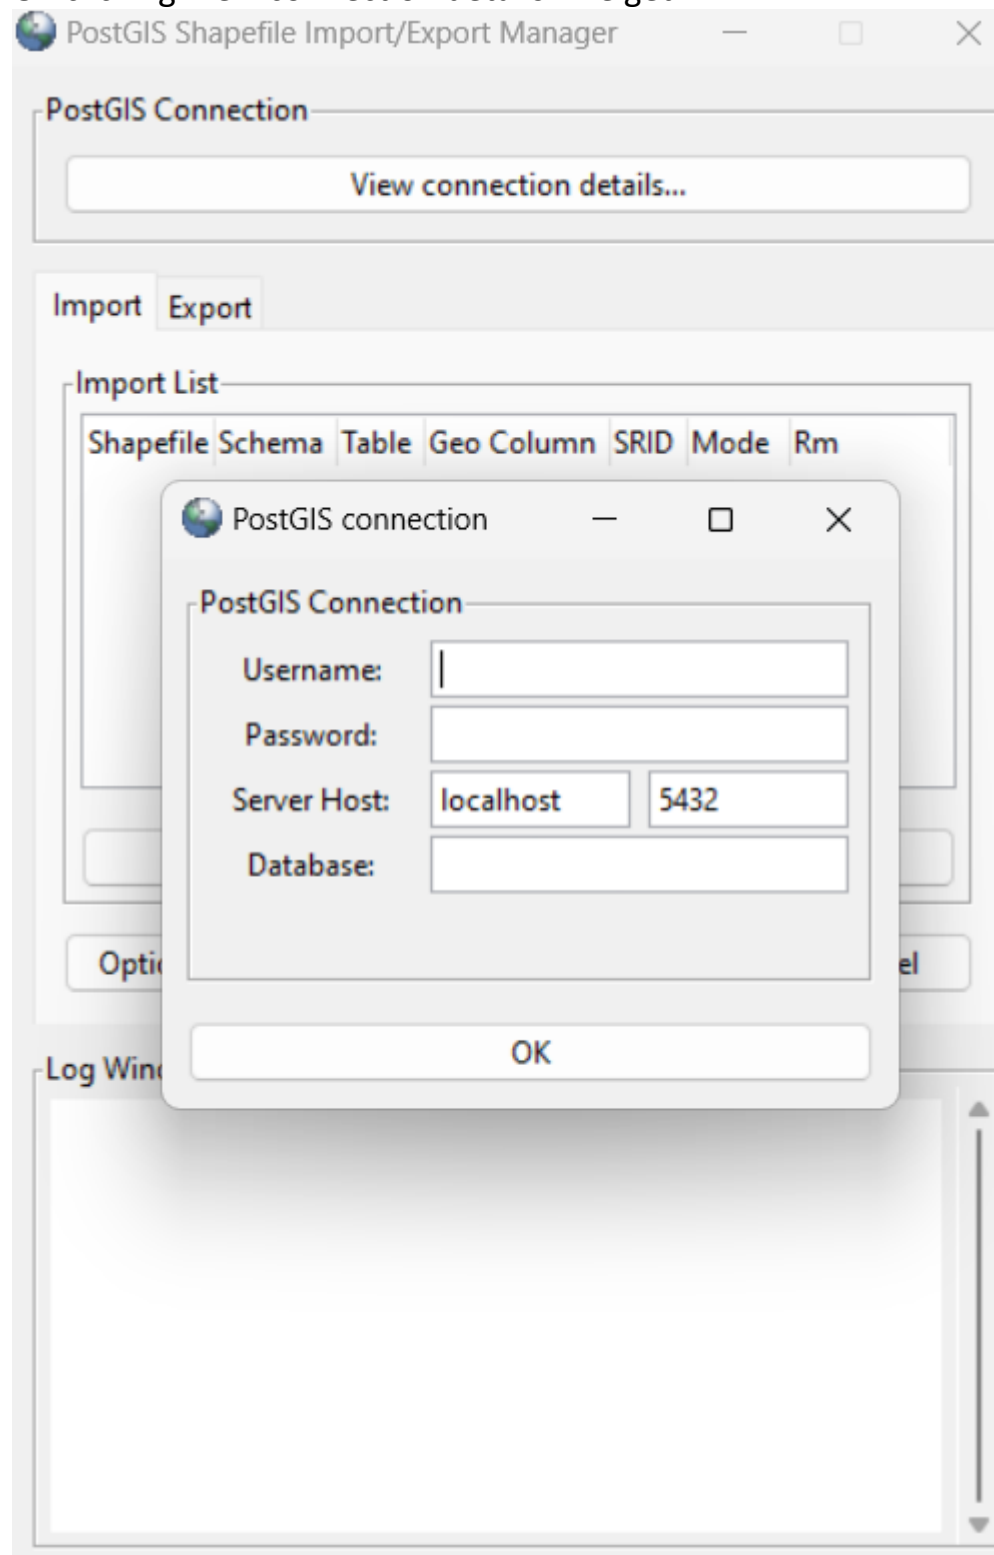 PostGIS Shapefile Import/Export Manager
PostGIS Connection
View connection details...
Import Export
Import List
Shapefile Schema Table Geo Column SRID Mode Rm
PostGIS connection
PostGIS Connection
Username:
Password:
Server Host: localhost 5432
Database:
OK